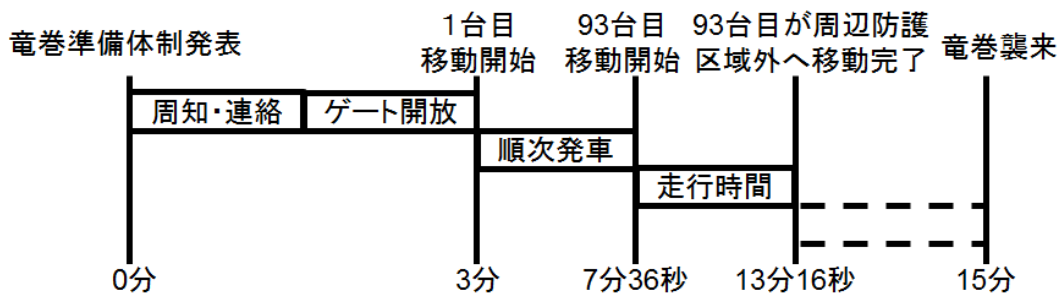 竜巻準備体制発表
1台目
移動開始
93台目
移動開始
93台目が周辺防護
区域外へ移動完了
竜巻襲来
周知・連絡
ゲート開放
順次発車
走行時間
0分
3分
7分36秒
13分16秒
15分